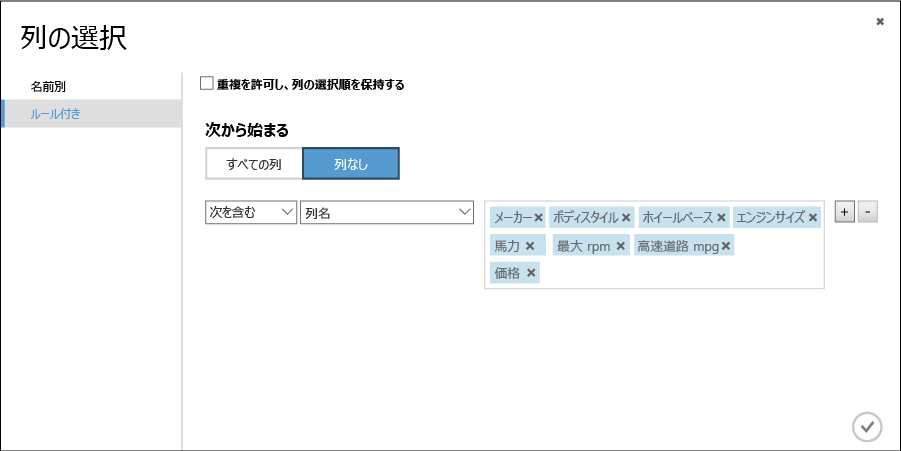 列の選択
名前別
ルール付き
重複を許可し、列の選択順を保持する
次から始まる
すべての列 列なし
次を含む 列名 メーカー ボディスタイル ホイールベース エンジンサイズ + -
馬力 最大 rpm 高速道路 mpg
価格